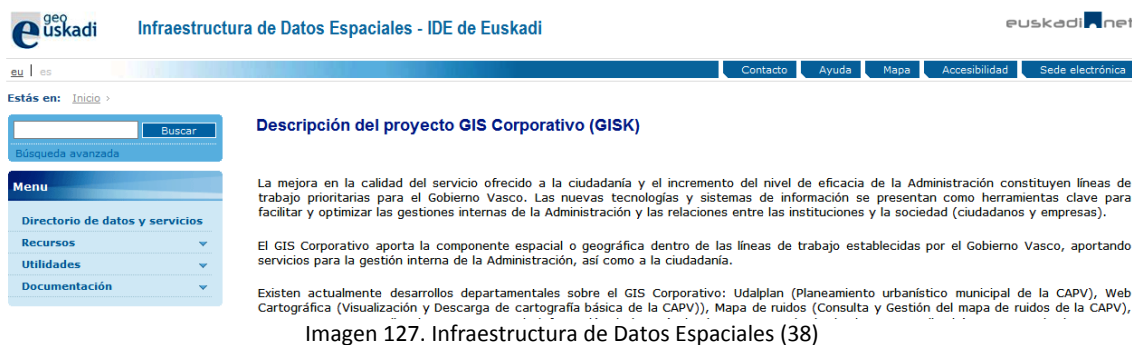 geo
euskadi
Infraestructura de Datos Espaciales - IDE de Euskadi
euskadi net
eu | es
Contacto
Ayuda
Mapa
Accesibilidad
Sede electrónica
Estás en: Inicio ›
Buscar
Búsqueda avanzada
Menu
Directorio de datos y servicios
Recursos
Utilidades
Documentación
Descripción del proyecto GIS Corporativo (GISK)
La mejora en la calidad del servicio ofrecido a la ciudadanía y el incremento del nivel de eficacia de la Administración constituyen líneas de
trabajo prioritarias para el Gobierno Vasco. Las nuevas tecnologías y sistemas de información se presentan como herramientas clave para
facilitar y optimizar las gestiones internas de la Administración y las relaciones entre las instituciones y la sociedad (ciudadanos y empresas).
El GIS Corporativo aporta la componente espacial o geográfica dentro de las líneas de trabajo establecidas por el Gobierno Vasco, aportando
servicios para la gestión interna de la Administración, así como a la ciudadanía.
Existen actualmente desarrollos departamentales sobre el GIS Corporativo: Udalplan (Planeamiento urbanístico municipal de la CAPV), Web
Cartográfica (Visualización y Descarga de cartografía básica de la CAPV)), Mapa de ruidos (Consulta y Gestión del mapa de ruidos de la CAPV),
Imagen 127. Infraestructura de Datos Espaciales (38)